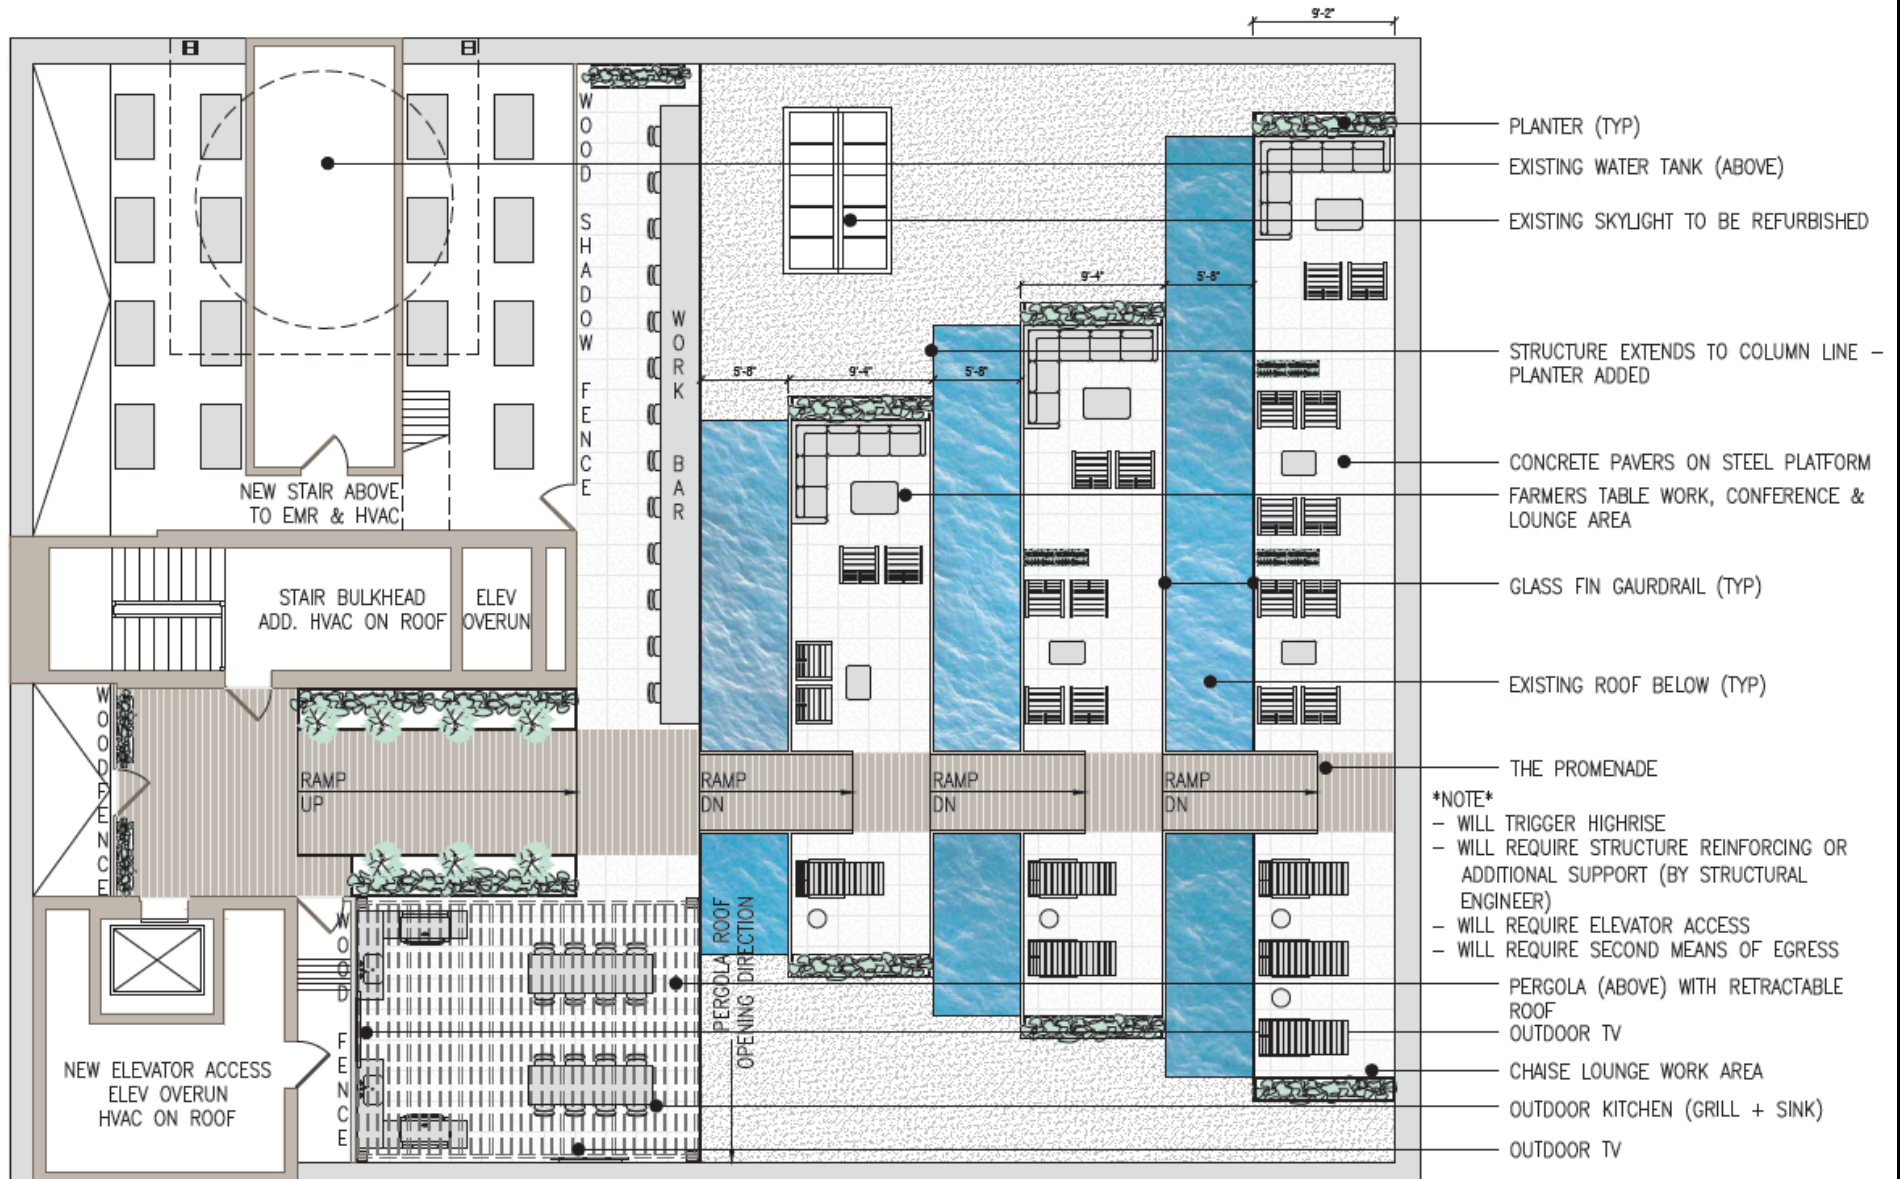 9'-2"
PLANTER (TYP)
EXISTING WATER TANK (ABOVE)
EXISTING SKYLIGHT TO BE REFURBISHED
9'-4"
5'-8"
STRUCTURE EXTENDS TO COLUMN LINE –
PLANTER ADDED
5'-8"
9'-4"
5'-8"
WOOD SHADOW FENCE
WORK BAR
CONCRETE PAVERS ON STEEL PLATFORM
FARMERS TABLE WORK, CONFERENCE &
LOUNGE AREA
NEW STAIR ABOVE
TO EMR & HVAC
GLASS FIN GAURDRAIL (TYP)
STAIR BULKHEAD
ADD. HVAC ON ROOF
ELEV
OVERUN
EXISTING ROOF BELOW (TYP)
WOOD FENCE
RAMP
UP
RAMP
DN
RAMP
DN
RAMP
DN
THE PROMENADE
*NOTE*
– WILL TRIGGER HIGHRISE
– WILL REQUIRE STRUCTURE REINFORCING OR
ADDITIONAL SUPPORT (BY STRUCTURAL
ENGINEER)
– WILL REQUIRE ELEVATOR ACCESS
– WILL REQUIRE SECOND MEANS OF EGRESS
WOOD FENCE
PERGOLA ROOF
OPENING DIRECTION
PERGOLA (ABOVE) WITH RETRACTABLE
ROOF
OUTDOOR TV
NEW ELEVATOR ACCESS
ELEV OVERUN
HVAC ON ROOF
CHAISE LOUNGE WORK AREA
OUTDOOR KITCHEN (GRILL + SINK)
OUTDOOR TV